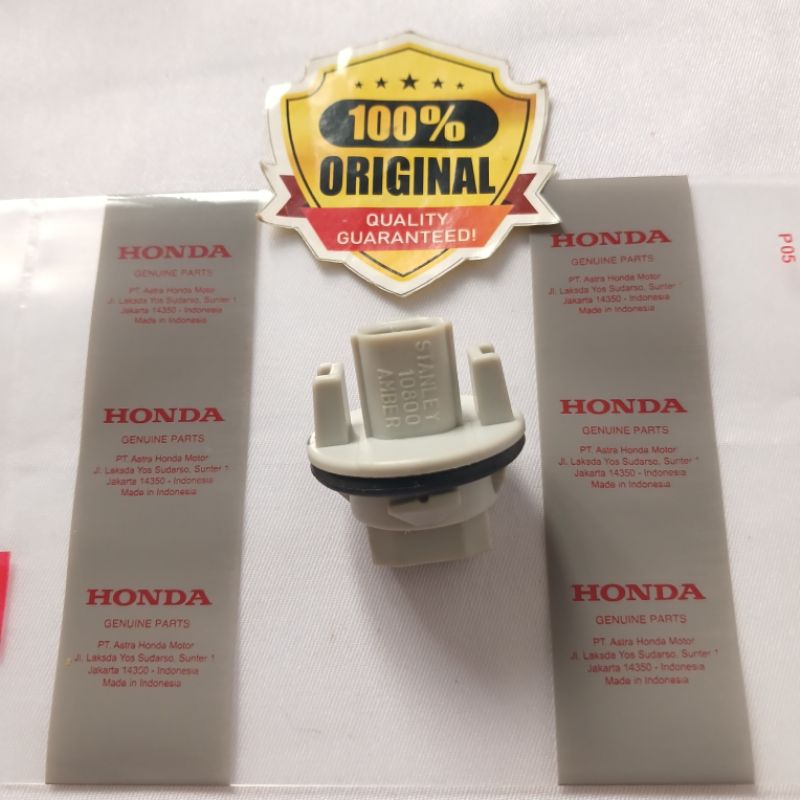 100%
ORIGINAL
QUALITY
GUARANTEED!
HONDA
GENUINE PARTS
PT. Astra Honda Motor
Jl. Laksda Yos Sudarso, Sunter 1
Jakarta 14350 - Indonesia
Made in Indonesia
HONDA
GENUINE PARTS
PT. Astra Honda Motor
Jl. Laksda Yos Sudarso, Sunter 1
Jakarta 14350 - Indonesia
Made in Indonesia
P05
STANLEY
10800
AMBER
HONDA
GENUINE PARTS
PT. Astra Honda Motor
Jl. Laksda Yos Sudarso, Sunter 1
Jakarta 14350 - Indonesia
Made in Indonesia
HONDA
GENUINE PARTS
PT. Astra Honda Motor
Jl. Laksda Yos Sudarso, Sunter 1
Jakarta 14350 - Indonesia
Made in Indonesia
HONDA
GENUINE PARTS
PT. Astra Honda Motor
Jl. Laksda Yos Sudarso, Sunter 1
Jakarta 14350 - Indonesia
Made in Indonesia
HONDA
GENUINE PARTS
PT. Astra Honda Motor
Jl. Laksda Yos Sudarso, Sunter 1
Jakarta 14350 - Indonesia
Made in Indonesia